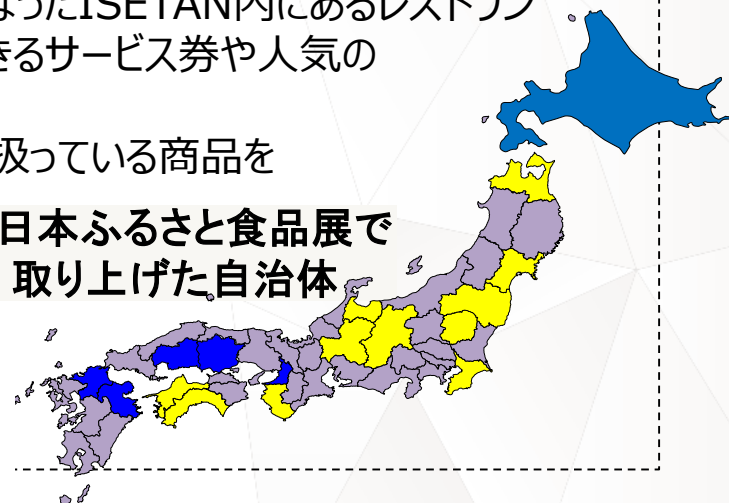 なったISETAN内にあるレストラン
きるサービス券や人気の
扱っている商品を
日本ふるさと食品展で
取り上げた自治体